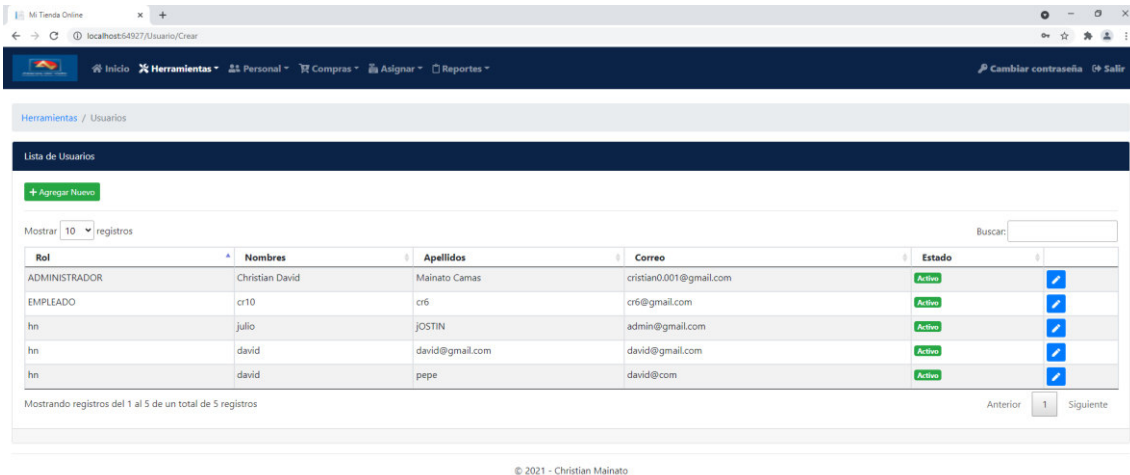 Mi Tienda Online
localhost:64927/Usuario/Crear
Inicio Herramientas Personal Compras Asignar Reportes Cambiar contraseña Salir
Herramientas / Usuarios
Lista de Usuarios
+ Agregar Nuevo
Mostrar 10 registros Buscar:
Rol Nombres Apellidos Correo Estado
ADMINISTRADOR Christian David Mainato Camas cristian0.001@gmail.com Activo
EMPLEADO cr10 cr6 cr6@gmail.com Activo
hn julio jOSTIN admin@gmail.com Activo
hn david david@gmail.com david@gmail.com Activo
hn david pepe david@com Activo
Mostrando registros del 1 al 5 de un total de 5 registros Anterior 1 Siguiente
© 2021 - Christian Mainato